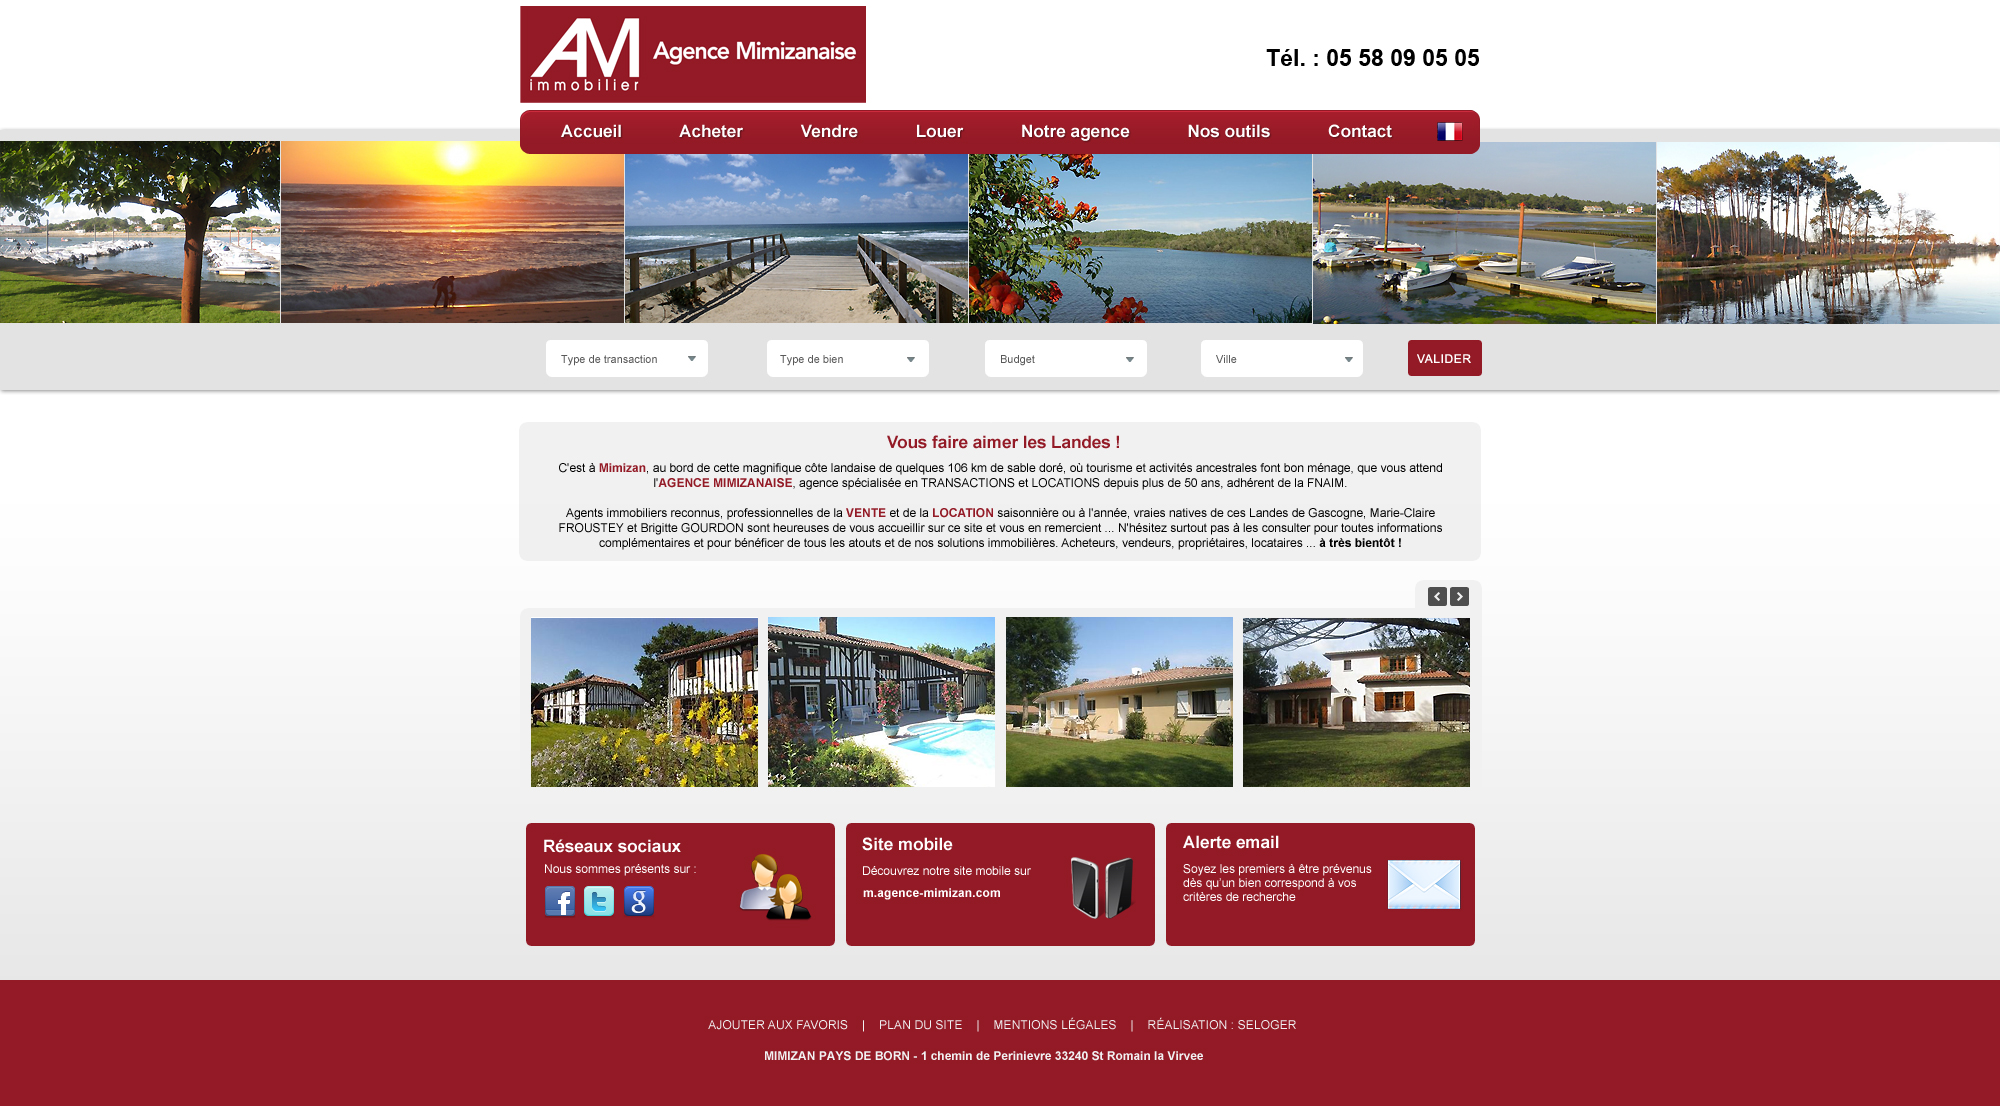 AM
immobilier
Agence Mimizanaise
Tél. : 05 58 09 05 05
Accueil
Acheter
Vendre
Louer
Notre agence
Nos outils
Contact
Type de transaction
Type de bien
Budget
Ville
VALIDER
Vous faire aimer les Landes !
C'est à Mimizan, au bord de cette magnifique côte landaise de quelques 106 km de sable doré, où tourisme et activités ancestrales font bon ménage, que vous attend
l'AGENCE MIMIZANAISE, agence spécialisée en TRANSACTIONS et LOCATIONS depuis plus de 50 ans, adhérent de la FNAIM.
Agents immobiliers reconnus, professionnelles de la VENTE et de la LOCATION saisonnière ou à l'année, vraies natives de ces Landes de Gascogne, Marie-Claire
FROUSTEY et Brigitte GOURDON sont heureuses de vous accueillir sur ce site et vous en remercient ... N'hésitez surtout pas à les consulter pour toutes informations
complémentaires et pour bénéficer de tous les atouts et de nos solutions immobilières. Acheteurs, vendeurs, propriétaires, locataires ... à très bientôt !
Réseaux sociaux
Nous sommes présents sur :
Site mobile
Découvrez notre site mobile sur
m.agence-mimizan.com
Alerte email
Soyez les premiers à être prévenus
dès qu'un bien correspond à vos
critères de recherche
AJOUTER AUX FAVORIS | PLAN DU SITE | MENTIONS LÉGALES | RÉALISATION : SELOGER
MIMIZAN PAYS DE BORN - 1 chemin de Perinievre 33240 St Romain la Virvee